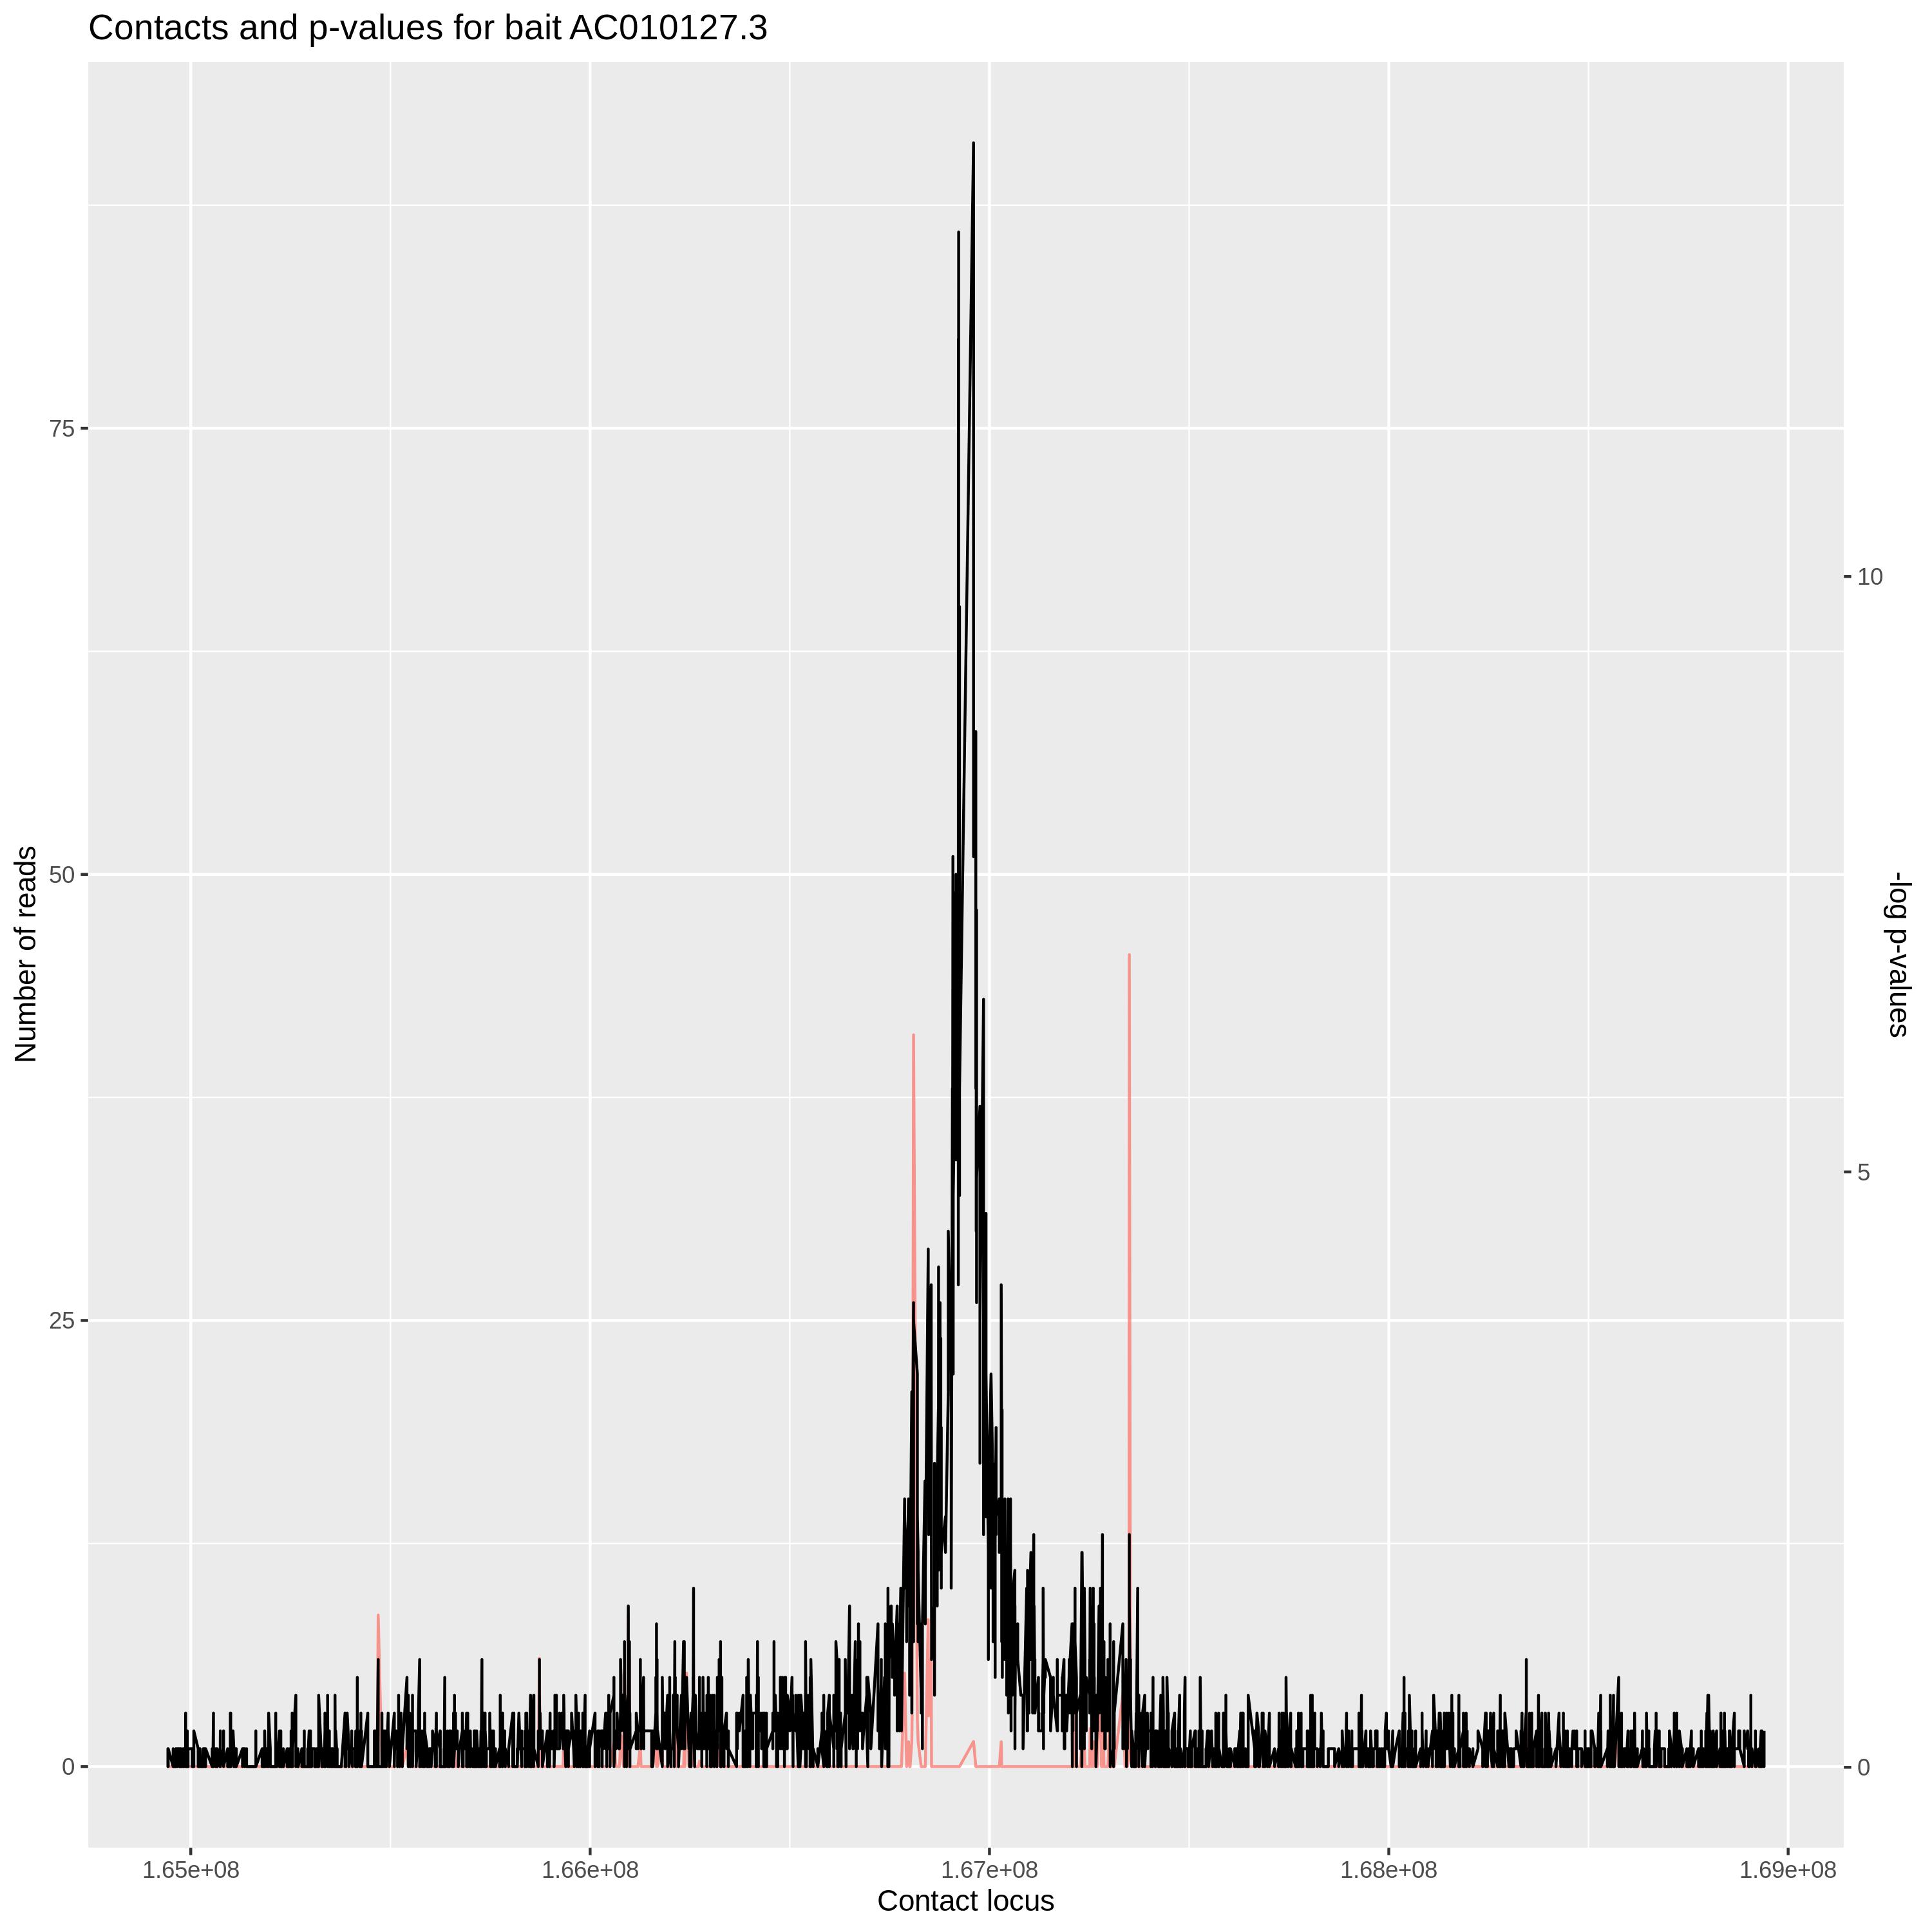 Contacts and p-values for bait AC010127.3
Number of reads
75
50
25
0
10
5
0
-log p-values
1.65e+08
1.66e+08
1.67e+08
1.68e+08
1.69e+08
Contact locus